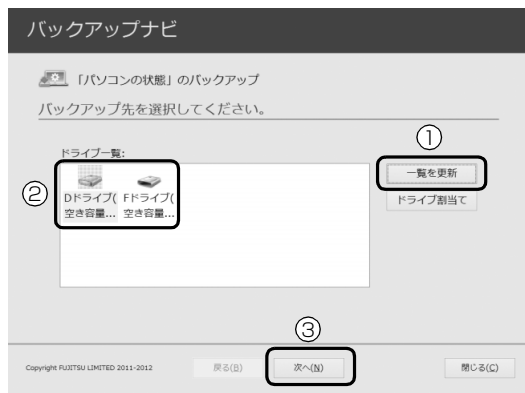 バックアップナビ
「パソコンの状態」のバックアップ
バックアップ先を選択してください。
①
ドライブ一覧:
一覧を更新
②
Dドライブ( Fドライブ(
空き容量... 空き容量...
ドライブ割当て
③
Copyright FUJITSU LIMITED 2011-2012 戻る(B) 次へ(N) 閉じる(C)